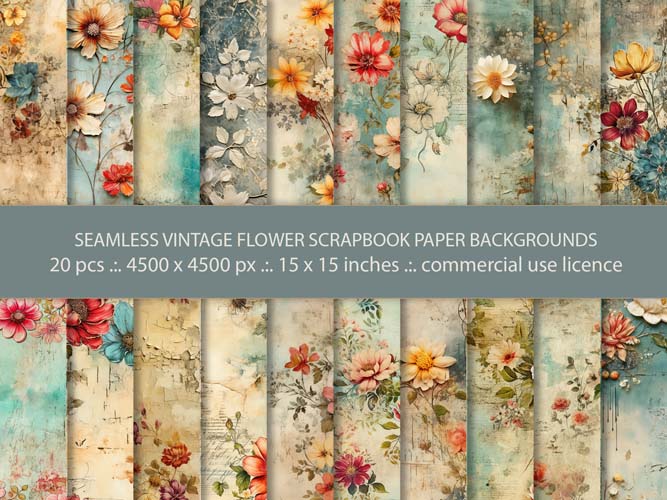 SEAMLESS VINTAGE FLOWER SCRAPBOOK PAPER BACKGROUNDS
20 pcs .:. 4500 x 4500 px .:. 15 x 15 inches .:. commercial use licence